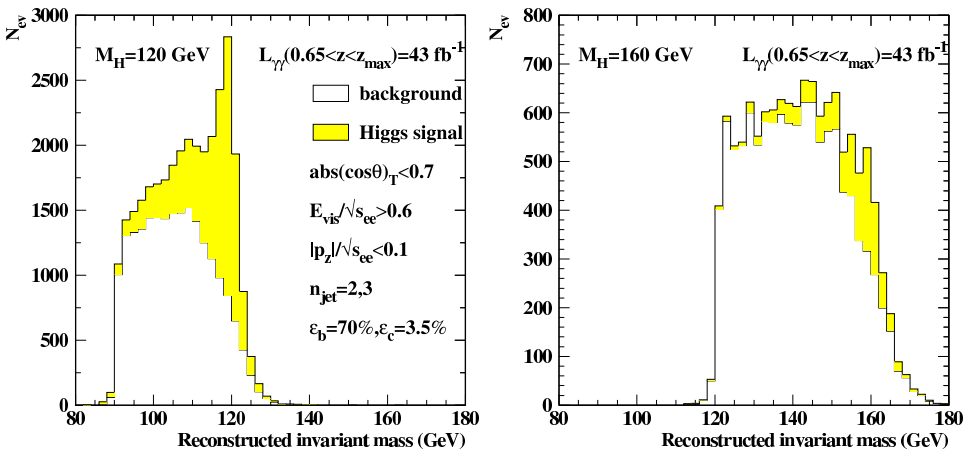 N_ev
3000
2500
2000
1500
1000
500
0
M_H=120 GeV
L_γγ(0.65<z<z_max)=43 fb^-1
background
Higgs signal
abs(cosθ)_T<0.7
E_vis/√s_ee>0.6
|p_z|/√s_ee<0.1
n_jet=2,3
ε_b=70%,ε_c=3.5%
80 100 120 140 160 180
Reconstructed invariant mass (GeV)
N_ev
800
700
600
500
400
300
200
100
0
M_H=160 GeV
L_γγ(0.65<z<z_max)=43 fb^-1
80 100 120 140 160 180
Reconstructed invariant mass (GeV)